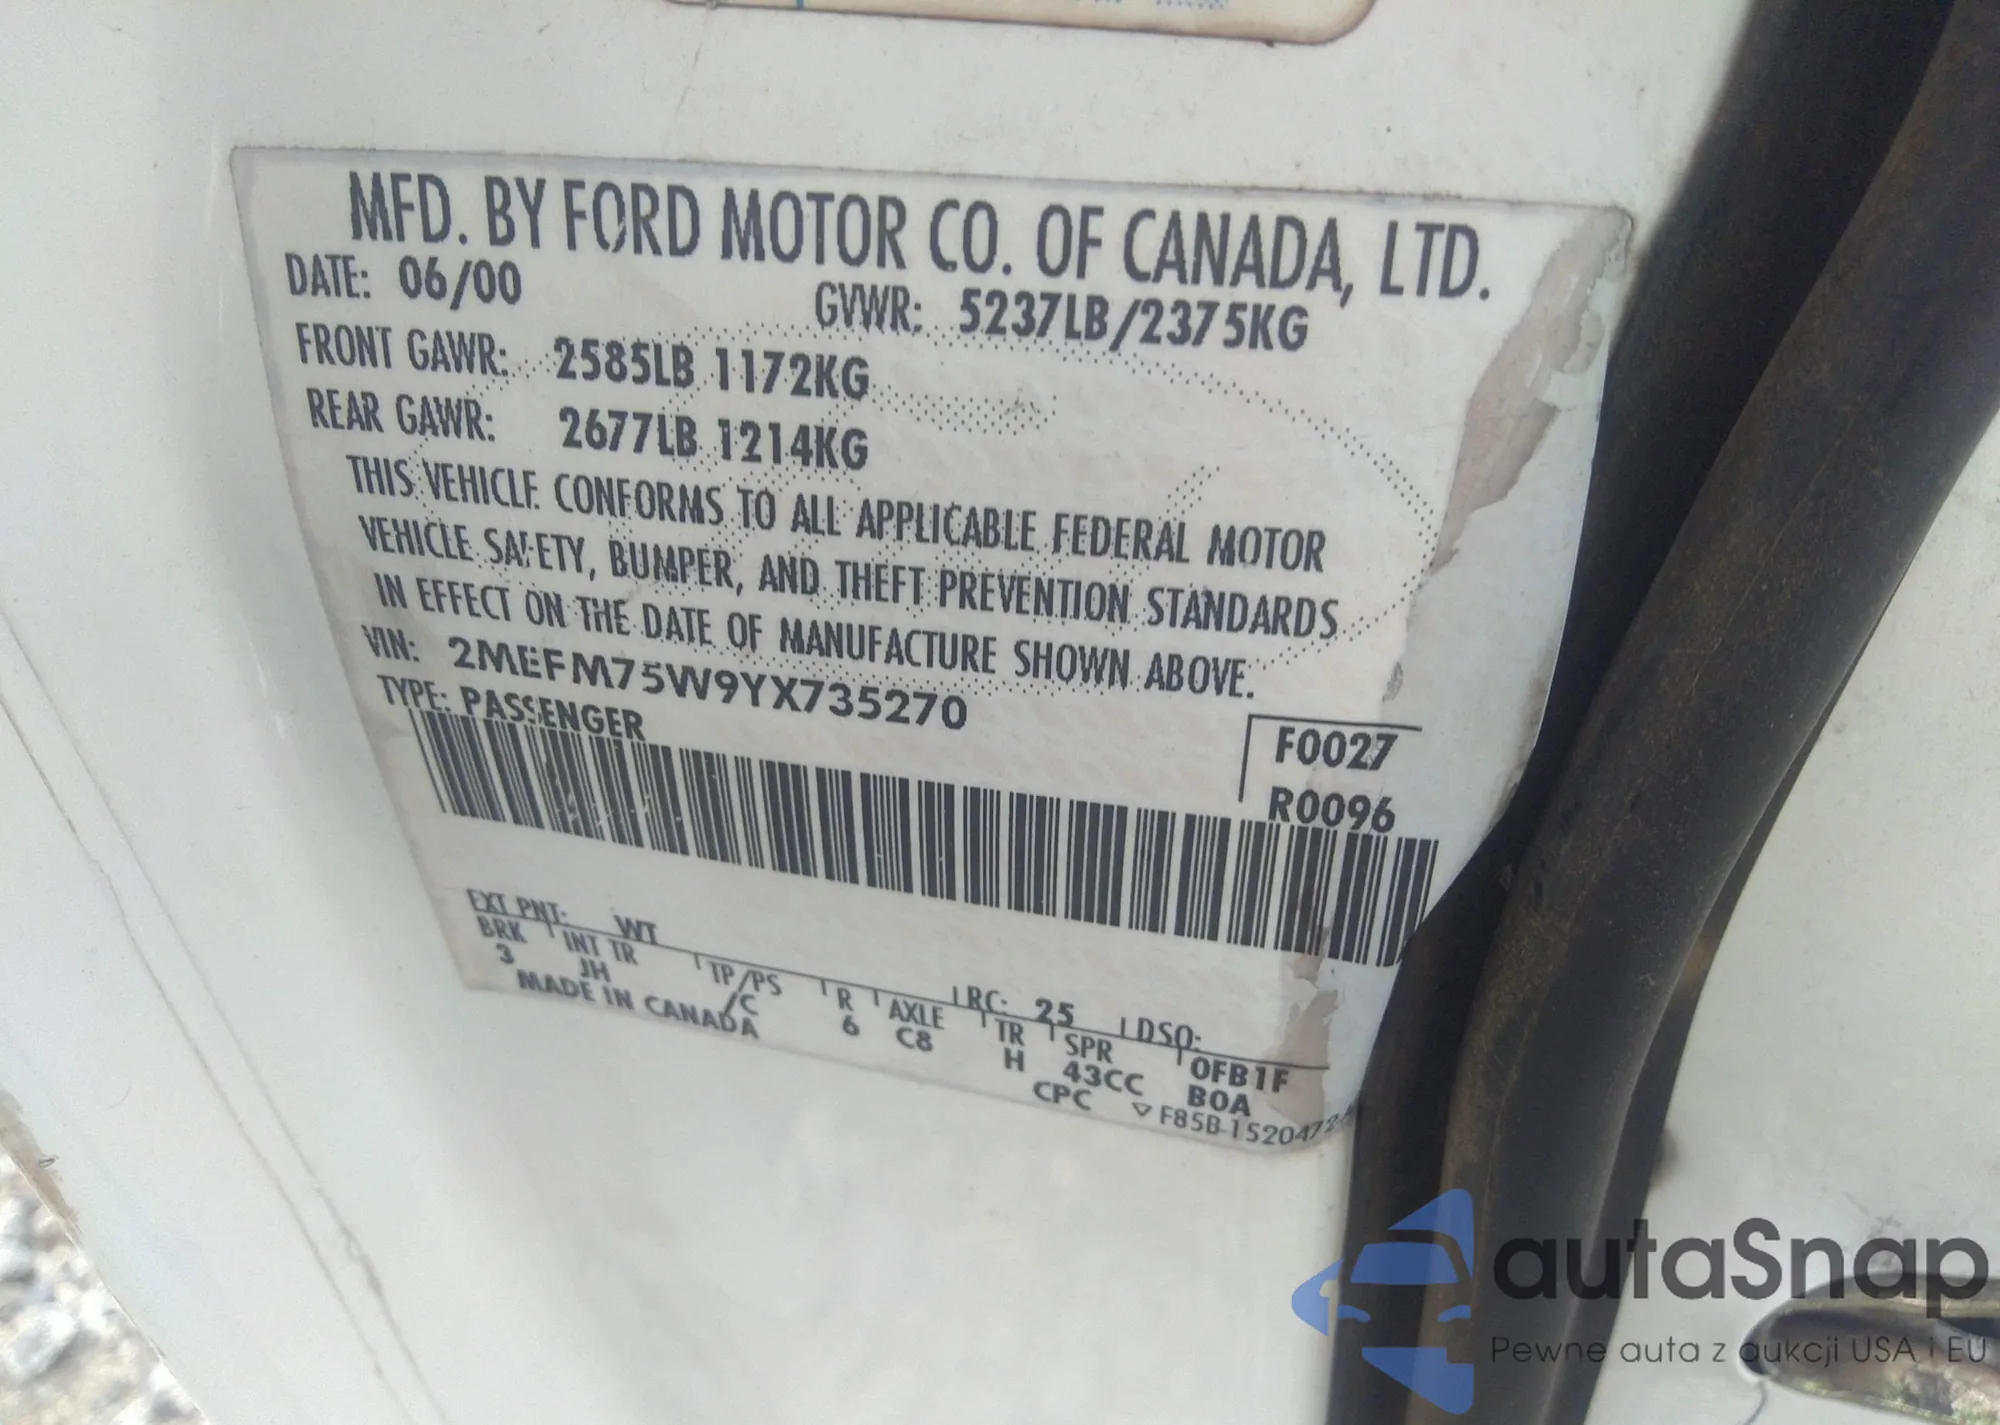 MFD. BY FORD MOTOR CO. OF CANADA, LTD.
DATE: 06/00
GVWR: 5237LB/2375KG
FRONT GAWR: 2585LB 1172KG
REAR GAWR: 2677LB 1214KG
THIS VEHICLE CONFORMS TO ALL APPLICABLE FEDERAL MOTOR
VEHICLE SAFETY, BUMPER, AND THEFT PREVENTION STANDARDS
IN EFFECT ON THE DATE OF MANUFACTURE SHOWN ABOVE.
VIN: 2MEFM75W9YX735270
TYPE: PASSENGER
F0027
R0096
EXT PNT: WT RC: 25 DSO:
BRK INT TR TP/PS R AXLE TR SPR 0FB1F
3 JH /C 6 C8 H 43CC B0A
MADE IN CANADA CPC ▽ F85B-1520472-
autaSnap
Pewne auta z aukcji USA i EU